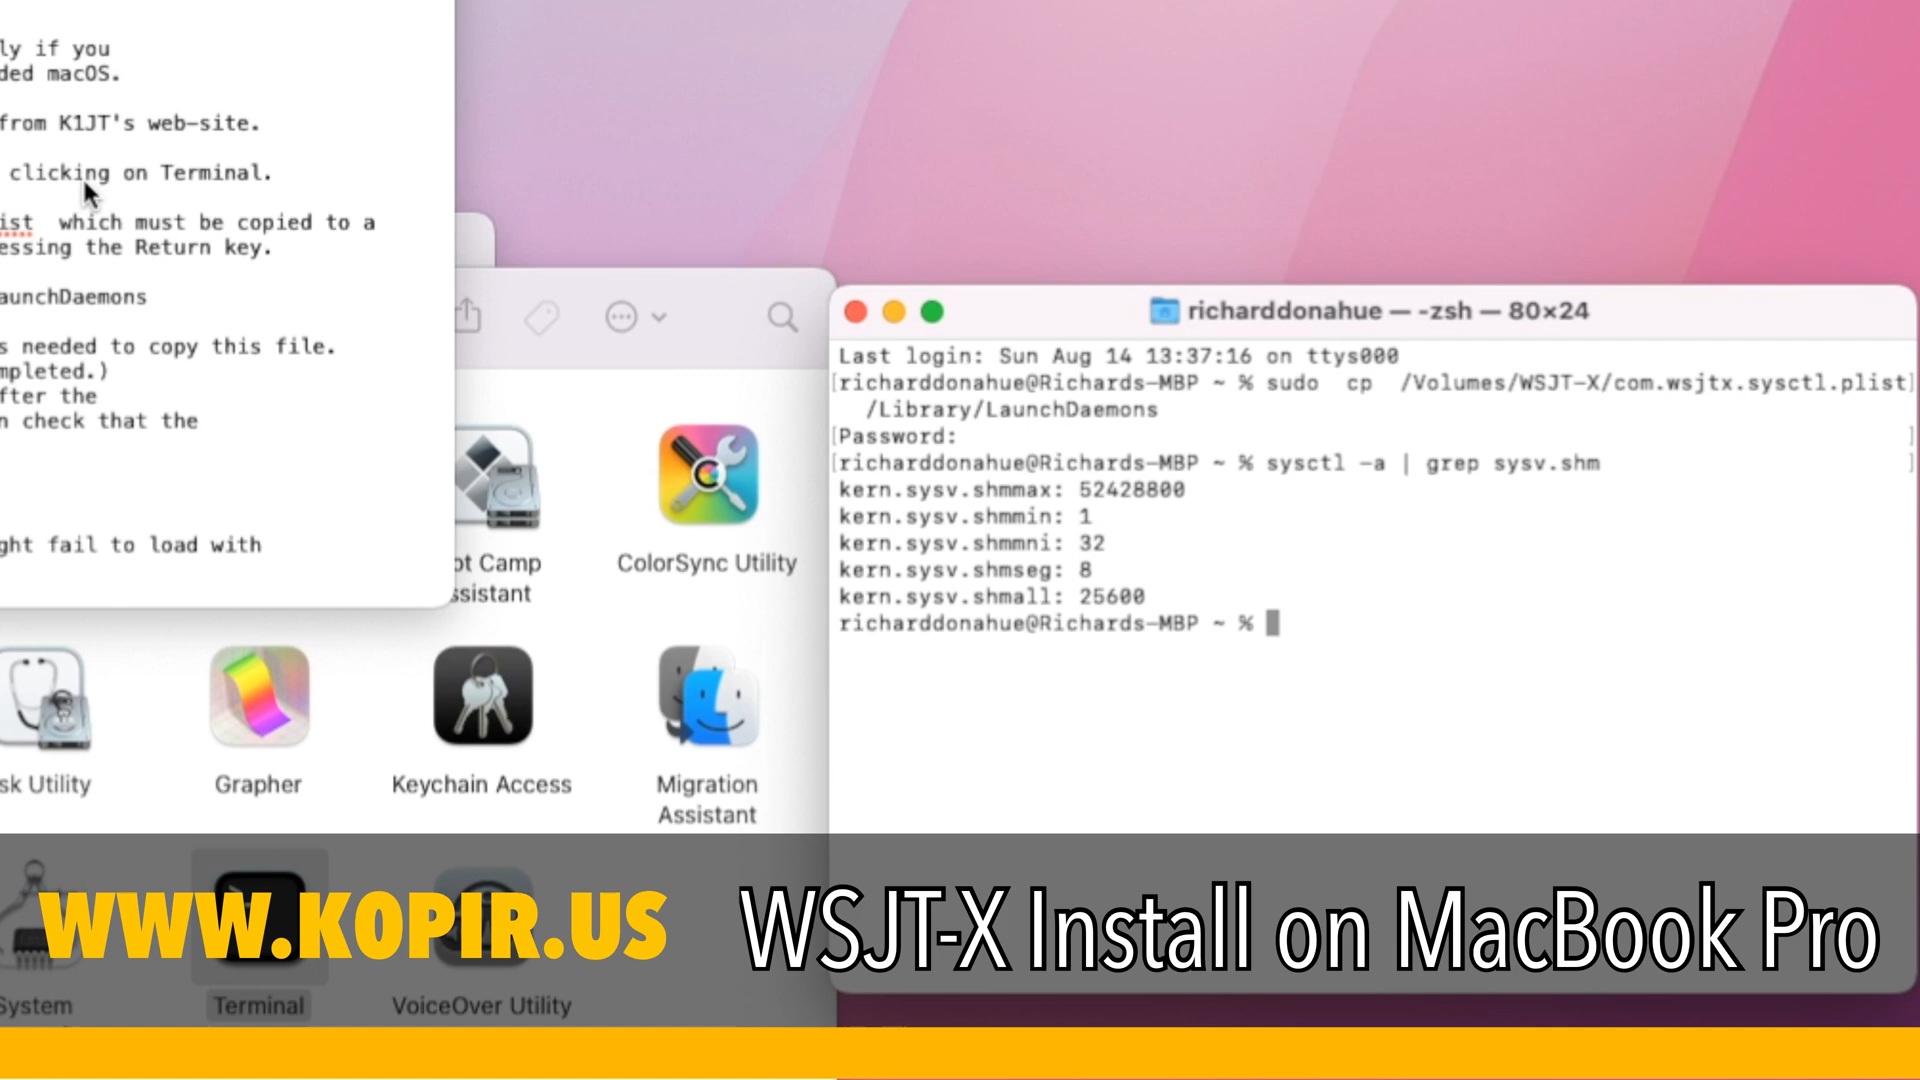 ly if you
ded macOS.
from K1JT's web-site.
clicking on Terminal.
ist which must be copied to a
essing the Return key.
aunchDaemons
s needed to copy this file.
mpleted.)
fter the
n check that the
ght fail to load with
ot Camp
ssistant
ColorSync Utility
sk Utility
Grapher
Keychain Access
Migration
Assistant
System
Terminal
VoiceOver Utility
richarddonahue — -zsh — 80×24
Last login: Sun Aug 14 13:37:16 on ttys000
[richarddonahue@Richards-MBP ~ % sudo  cp  /Volumes/WSJT-X/com.wsjtx.sysctl.plist]
/Library/LaunchDaemons
[Password: ]
[richarddonahue@Richards-MBP ~ % sysctl -a | grep sysv.shm ]
kern.sysv.shmmax: 52428800
kern.sysv.shmmin: 1
kern.sysv.shmmni: 32
kern.sysv.shmseg: 8
kern.sysv.shmall: 25600
richarddonahue@Richards-MBP ~ %
WWW.K0PIR.US
WSJT-X Install on MacBook Pro